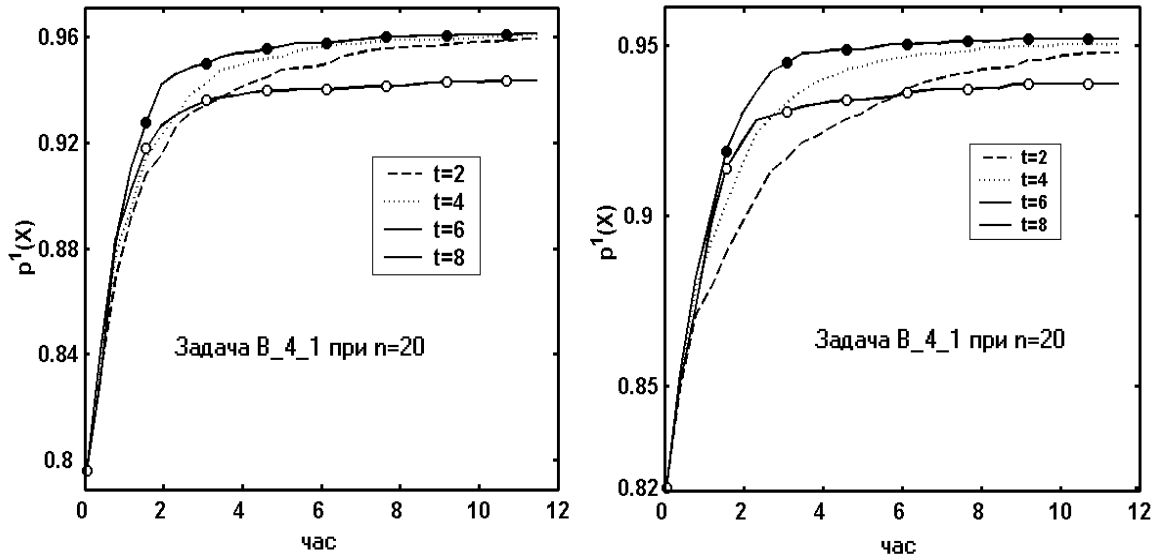 0.96
0.92
0.88
0.84
0.8
p¹(X)
t=2
t=4
t=6
t=8
Задача B_4_1 при n=20
0 2 4 6 8 10 12
час
0.95
0.9
0.85
0.82
p¹(X)
t=2
t=4
t=6
t=8
Задача B_4_1 при n=20
0 2 4 6 8 10 12
час